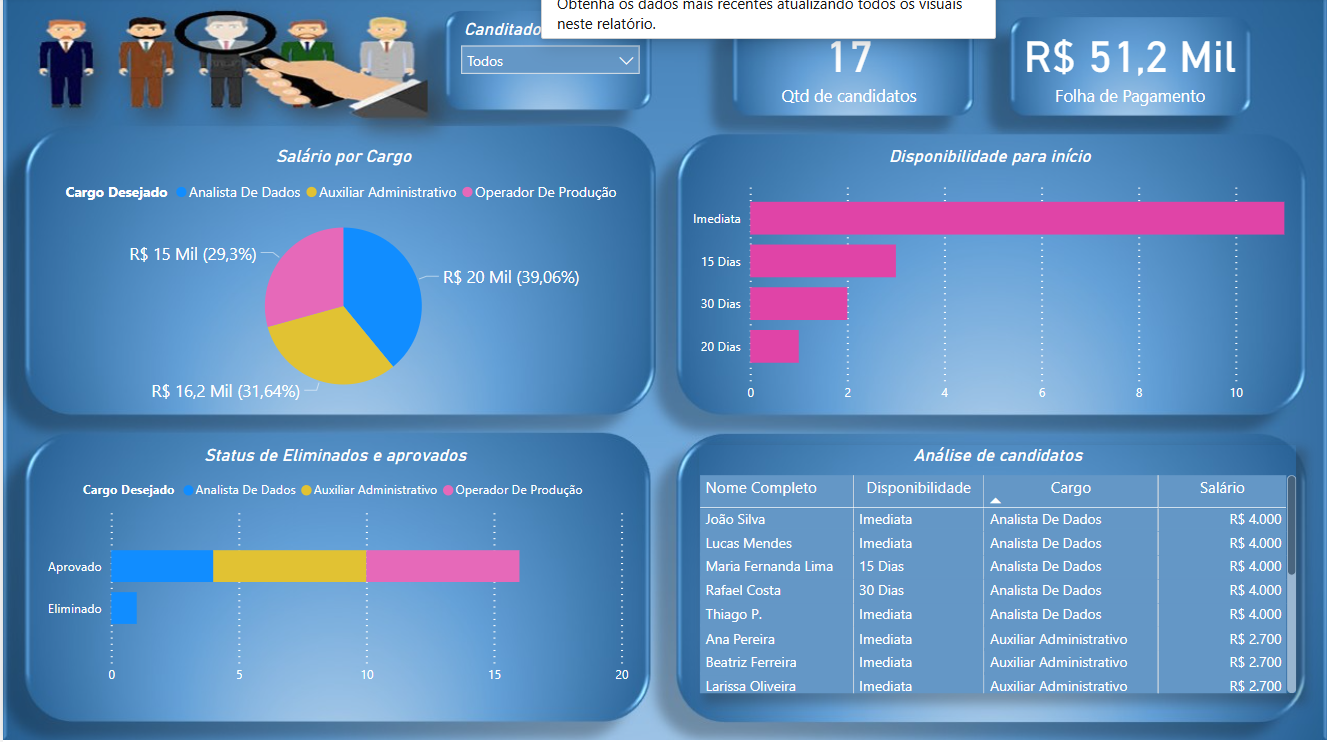 Obtenha os dados mais recentes atualizando todos os visuais
neste relatório.
Canditado
Todos
17
Qtd de candidatos
R$ 51,2 Mil
Folha de Pagamento
Salário por Cargo
Cargo Desejado Analista De Dados Auxiliar Administrativo Operador De Produção
R$ 15 Mil (29,3%)
R$ 20 Mil (39,06%)
R$ 16,2 Mil (31,64%)
Disponibilidade para início
Imediata
15 Dias
30 Dias
20 Dias
0 2 4 6 8 10
Status de Eliminados e aprovados
Cargo Desejado Analista De Dados Auxiliar Administrativo Operador De Produção
Aprovado
Eliminado
0 5 10 15 20
Análise de candidatos
Nome Completo Disponibilidade Cargo Salário
João Silva Imediata Analista De Dados R$ 4.000
Lucas Mendes Imediata Analista De Dados R$ 4.000
Maria Fernanda Lima 15 Dias Analista De Dados R$ 4.000
Rafael Costa 30 Dias Analista De Dados R$ 4.000
Thiago P. Imediata Analista De Dados R$ 4.000
Ana Pereira Imediata Auxiliar Administrativo R$ 2.700
Beatriz Ferreira Imediata Auxiliar Administrativo R$ 2.700
Larissa Oliveira Imediata Auxiliar Administrativo R$ 2.700